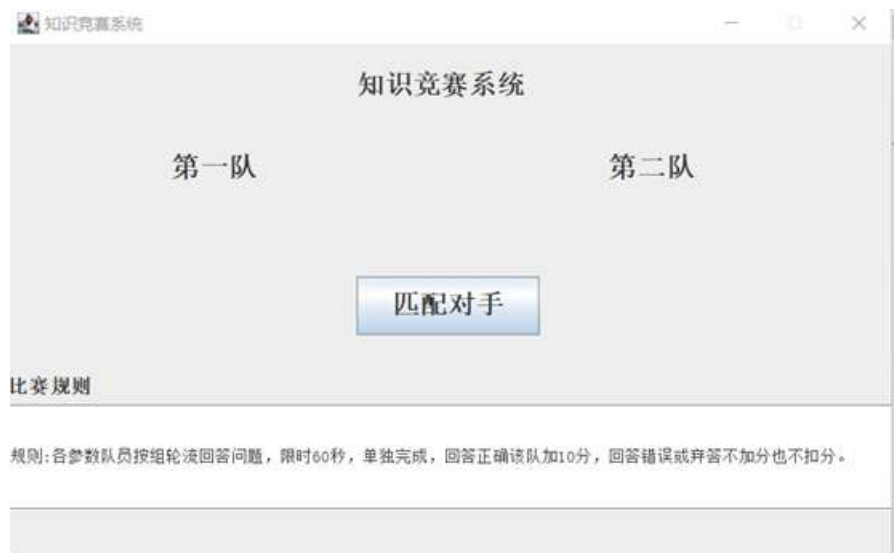 知识竞赛系统
知识竞赛系统
第一队
第二队
匹配对手
比赛规则
规则:各参数队员按组轮流回答问题，限时60秒，单独完成，回答正确该队加10分，回答错误或弃答不加分也不扣分。